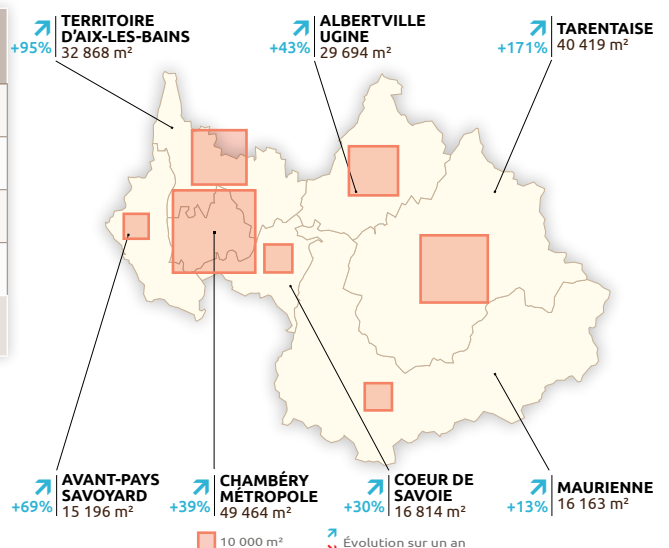 TERRITOIRE
D'AIX-LES-BAINS
+95%
32 868 m²
ALBERTVILLE
UGINE
+43%
29 694 m²
TARENTAISE
+171%
40 419 m²
AVANT-PAYS
SAVOYARD
+69%
15 196 m²
CHAMBÉRY
MÉTROPOLE
+39%
49 464 m²
COEUR DE
SAVOIE
+30%
16 814 m²
MAURIENNE
+13%
16 163 m²
10 000 m²
Évolution sur un an